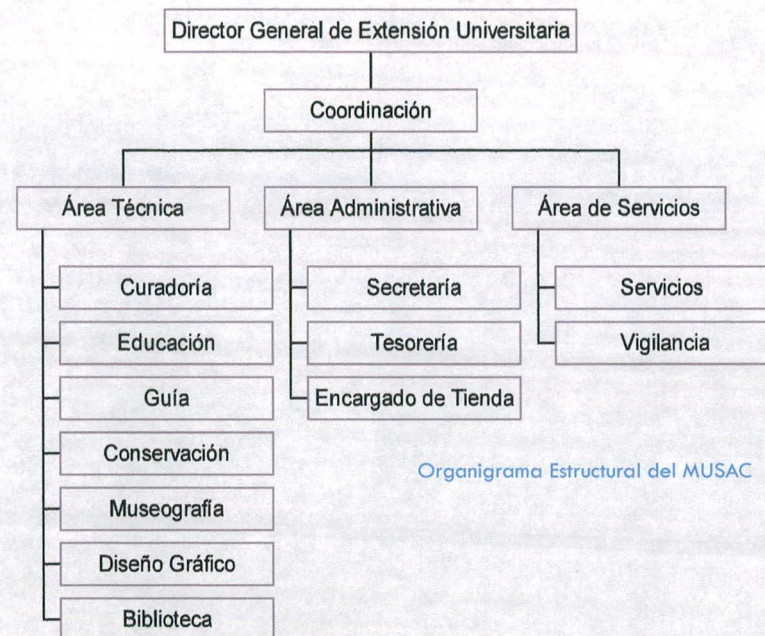 Director General de Extensión Universitaria
Coordinación
Área Técnica
Área Administrativa
Área de Servicios
Curadoría
Secretaría
Servicios
Educación
Tesorería
Vigilancia
Guía
Encargado de Tienda
Conservación
Organigrama Estructural del MUSAC
Museografía
Diseño Gráfico
Biblioteca